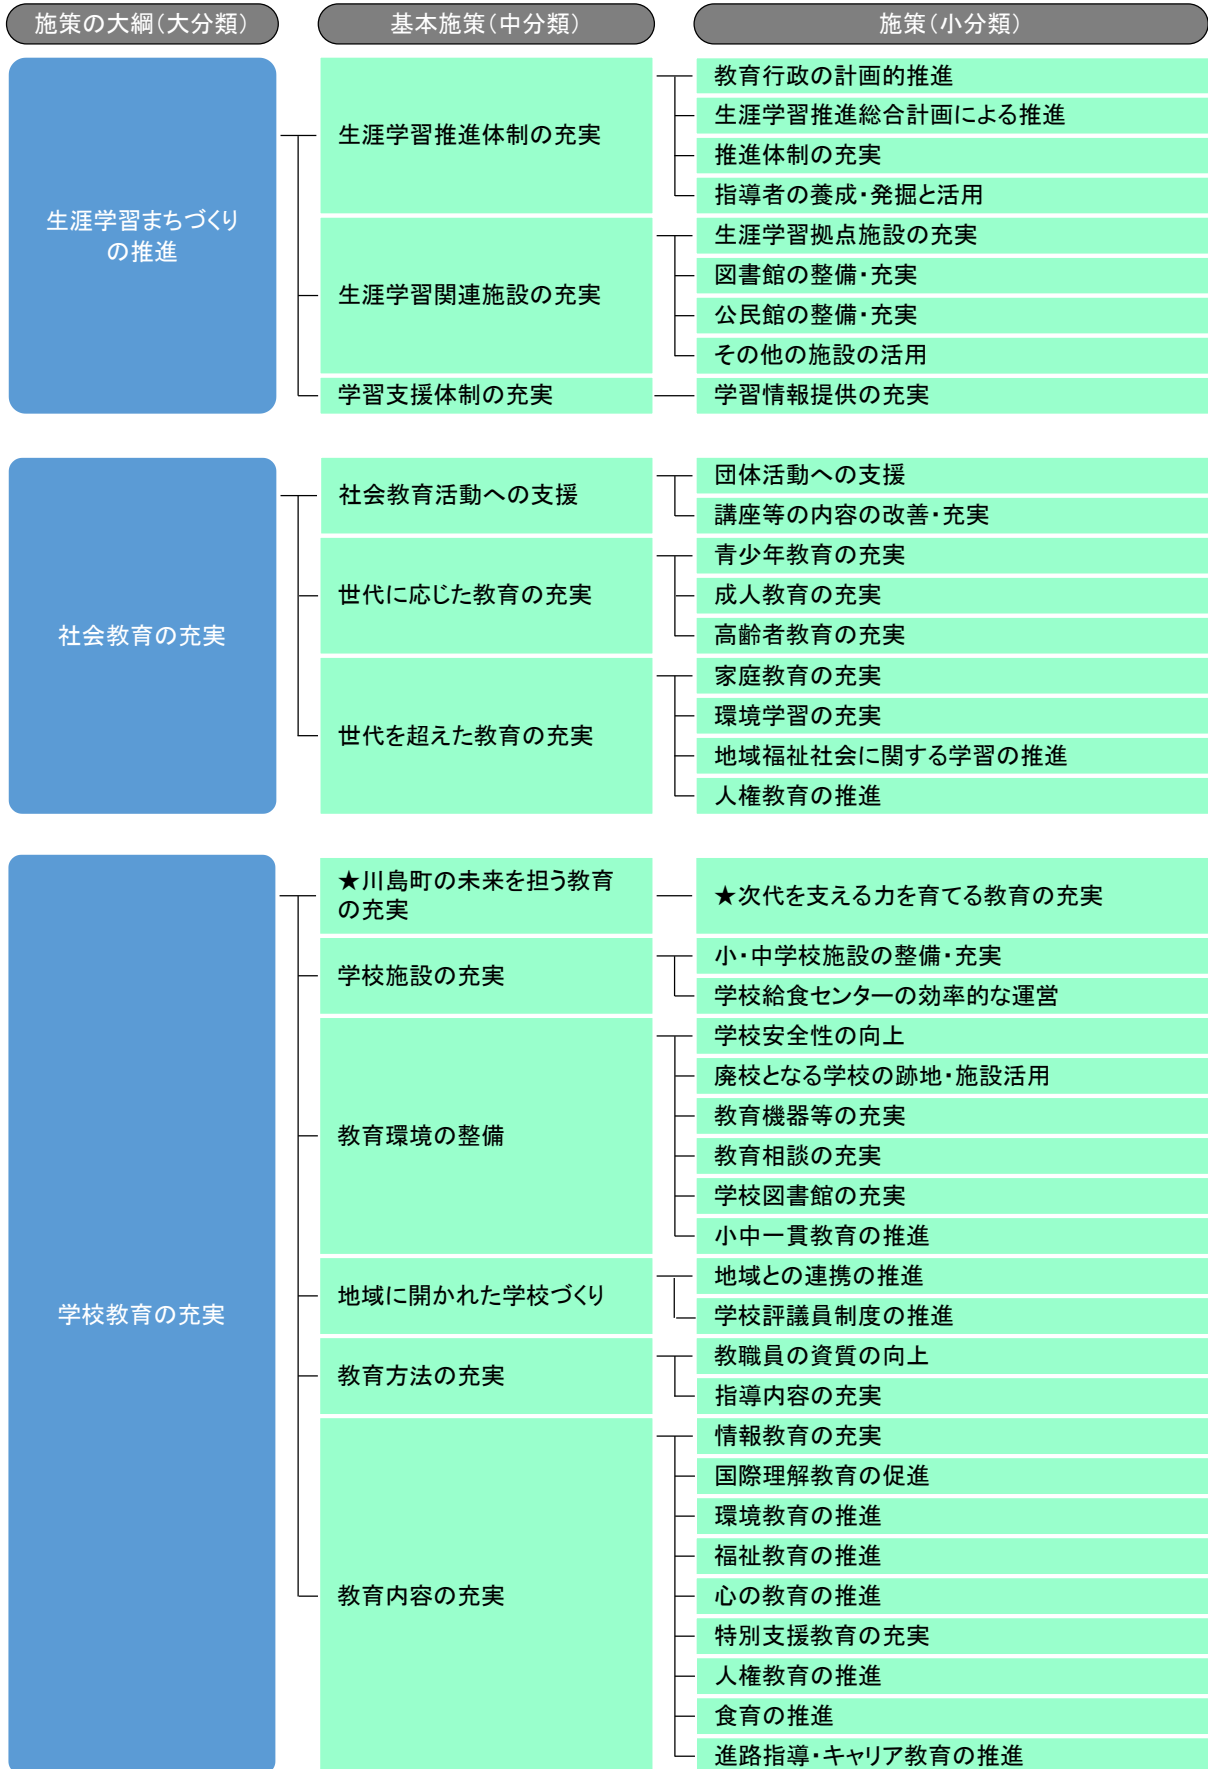 施策の大綱(大分類)
基本施策(中分類)
施策(小分類)
生涯学習まちづくり
の推進
生涯学習推進体制の充実
教育行政の計画的推進
生涯学習推進総合計画による推進
推進体制の充実
指導者の養成・発掘と活用
生涯学習関連施設の充実
生涯学習拠点施設の充実
図書館の整備・充実
公民館の整備・充実
その他の施設の活用
学習支援体制の充実
学習情報提供の充実
社会教育の充実
社会教育活動への支援
団体活動への支援
講座等の内容の改善・充実
世代に応じた教育の充実
青少年教育の充実
成人教育の充実
高齢者教育の充実
世代を超えた教育の充実
家庭教育の充実
環境学習の充実
地域福祉社会に関する学習の推進
人権教育の推進
学校教育の充実
★川島町の未来を担う教育
の充実
★次代を支える力を育てる教育の充実
学校施設の充実
小・中学校施設の整備・充実
学校給食センターの効率的な運営
教育環境の整備
学校安全性の向上
廃校となる学校の跡地・施設活用
教育機器等の充実
教育相談の充実
学校図書館の充実
小中一貫教育の推進
地域に開かれた学校づくり
地域との連携の推進
学校評議員制度の推進
教育方法の充実
教職員の資質の向上
指導内容の充実
教育内容の充実
情報教育の充実
国際理解教育の促進
環境教育の推進
福祉教育の推進
心の教育の推進
特別支援教育の充実
人権教育の推進
食育の推進
進路指導・キャリア教育の推進